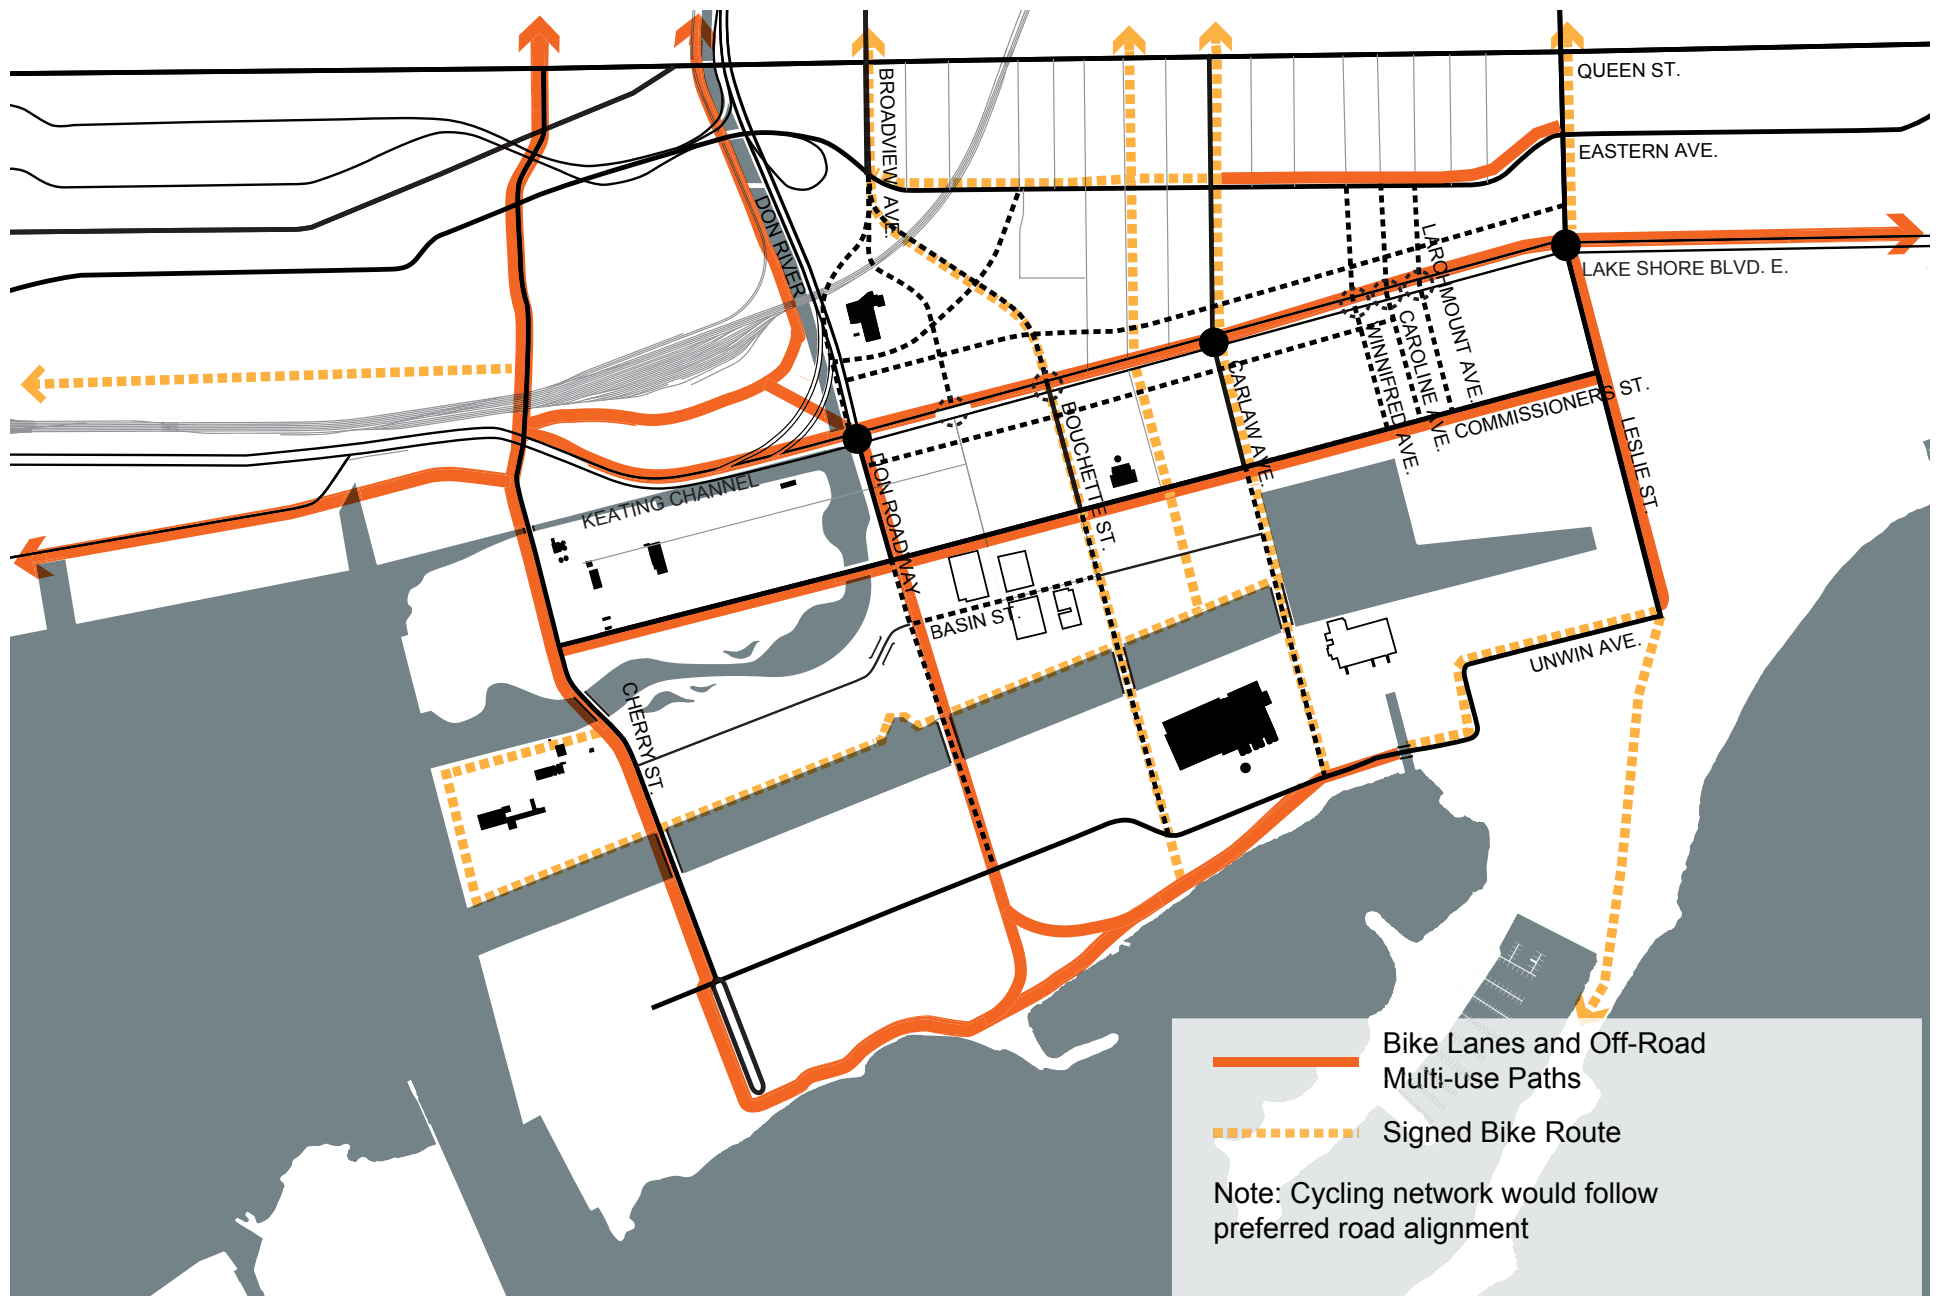 QUEEN ST.
EASTERN AVE.
BROADVIEW AVE.
DON RIVER
LARCHMOUNT AVE.
LAKE SHORE BLVD. E.
CAROLINE AVE.
WINNIFRED AVE.
CARLAW AVE.
COMMISSIONERS ST.
BOUCHETTE ST.
LESLIE ST.
DON ROADWAY
KEATING CHANNEL
BASIN ST.
UNWIN AVE.
CHERRY ST.
Bike Lanes and Off-Road
Multi-use Paths
Signed Bike Route
Note: Cycling network would follow
preferred road alignment